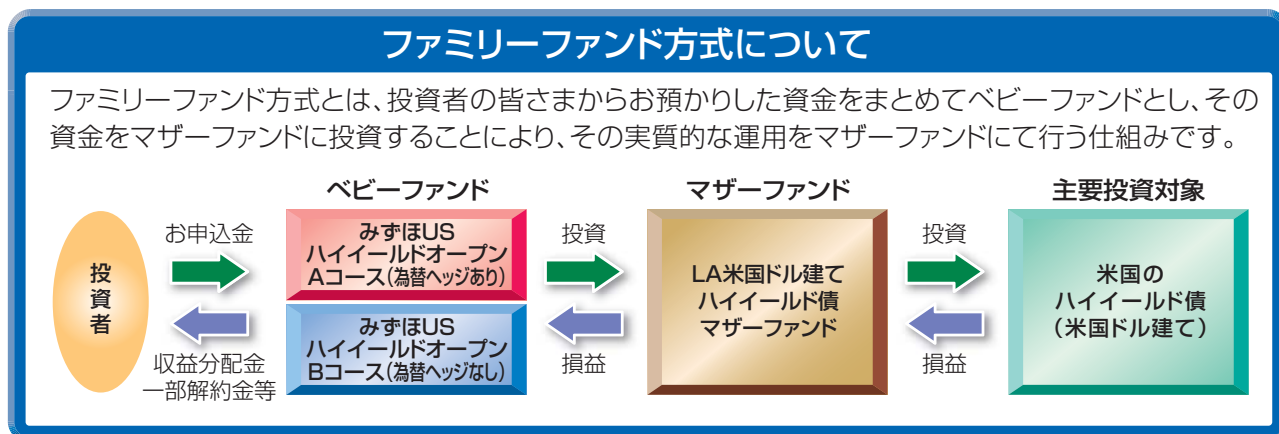 ファミリーファンド方式について
ファミリーファンド方式とは、投資者の皆さまからお預かりした資金をまとめてベビーファンドとし、その
資金をマザーファンドに投資することにより、その実質的な運用をマザーファンドにて行う仕組みです。
ベビーファンド
マザーファンド
主要投資対象
投資者
お申込金
収益分配金
一部解約金等
みずほUS
ハイイールドオープン
Aコース(為替ヘッジあり)
みずほUS
ハイイールドオープン
Bコース(為替ヘッジなし)
投資
損益
LA米国ドル建て
ハイイールド債
マザーファンド
投資
損益
米国の
ハイイールド債
(米国ドル建て)